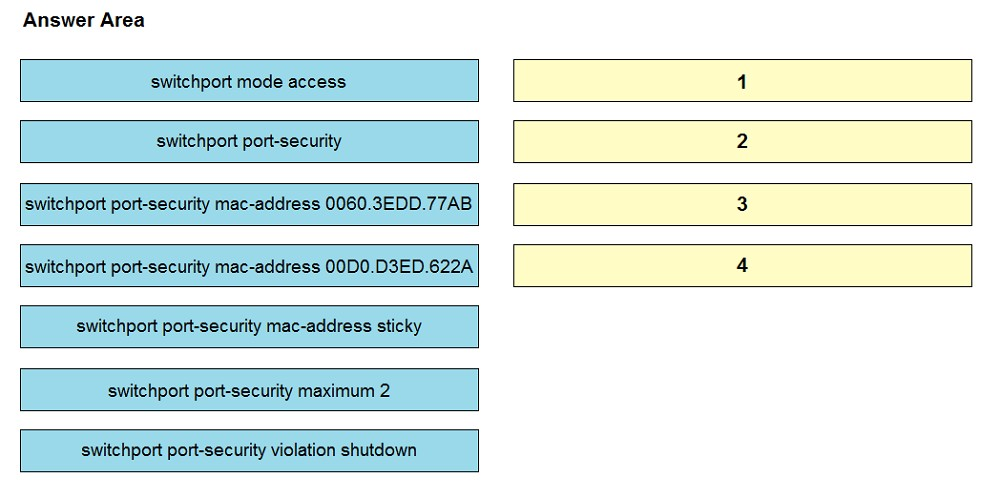 Answer Area
switchport mode access
1
switchport port-security
2
switchport port-security mac-address 0060.3EDD.77AB
3
switchport port-security mac-address 00D0.D3ED.622A
4
switchport port-security mac-address sticky
switchport port-security maximum 2
switchport port-security violation shutdown